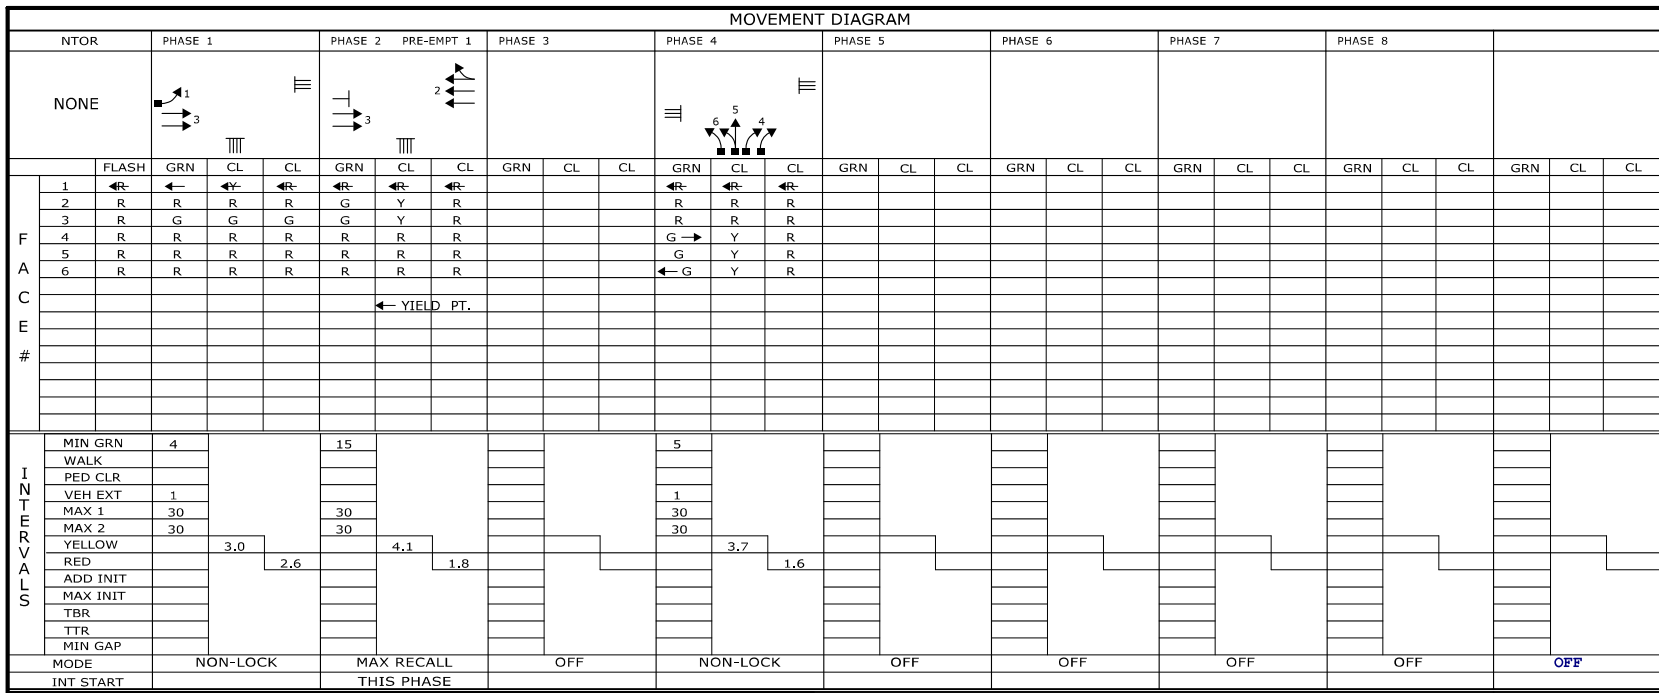 MOVEMENT DIAGRAM
NTOR PHASE 1 PHASE 2 PRE-EMPT 1 PHASE 3 PHASE 4 PHASE 5 PHASE 6 PHASE 7 PHASE 8
NONE 1 3 2 3 6 5 4
FLASH GRN CL CL GRN CL CL GRN CL CL GRN CL CL GRN CL CL GRN CL CL GRN CL CL GRN CL CL GRN CL CL
FACE #
1 R Y R R R R R R R
2 R R R R G Y R R R R
3 R G G G G Y R R R R
4 R R R R R R R G Y R
5 R R R R R R R G Y R
6 R R R R R R R G Y R
YIELD PT.
INTERVALS
MIN GRN 4 15 5
WALK
PED CLR
VEH EXT 1 1
MAX 1 30 30 30
MAX 2 30 30 30
YELLOW 3.0 4.1 3.7
RED 2.6 1.8 1.6
ADD INIT
MAX INIT
TBR
TTR
MIN GAP
MODE NON-LOCK MAX RECALL OFF NON-LOCK OFF OFF OFF OFF OFF
INT START THIS PHASE